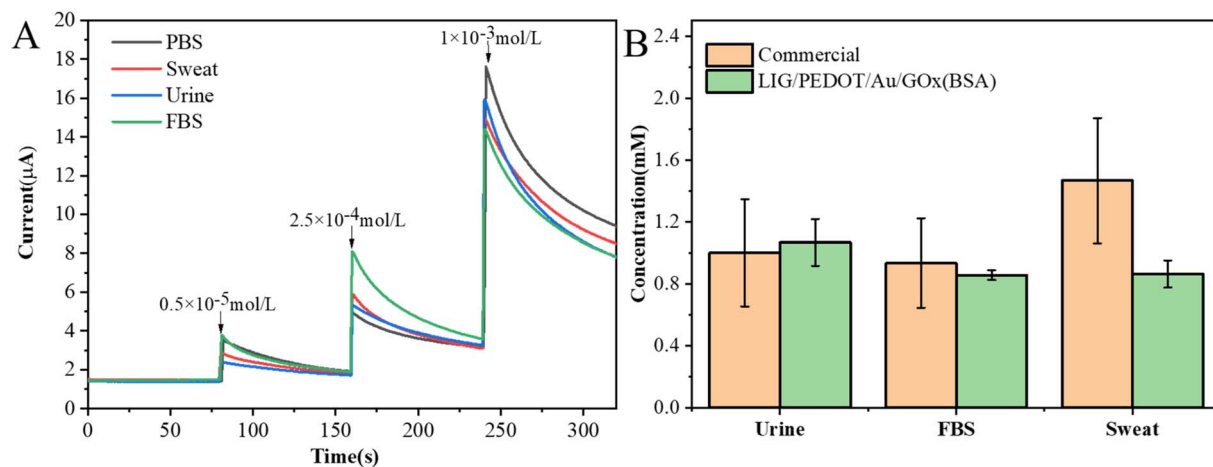 A
PBS
Sweat
Urine
FBS
0.5×10-5mol/L
2.5×10-4mol/L
1×10-3mol/L
20
18
16
14
12
10
8
6
4
2
0
Current(μA)
0 50 100 150 200 250 300
Time(s)
B
Commercial
LIG/PEDOT/Au/GOx(BSA)
2.4
2.0
1.6
1.2
0.8
0.4
0.0
Concentration(mM)
Urine FBS Sweat